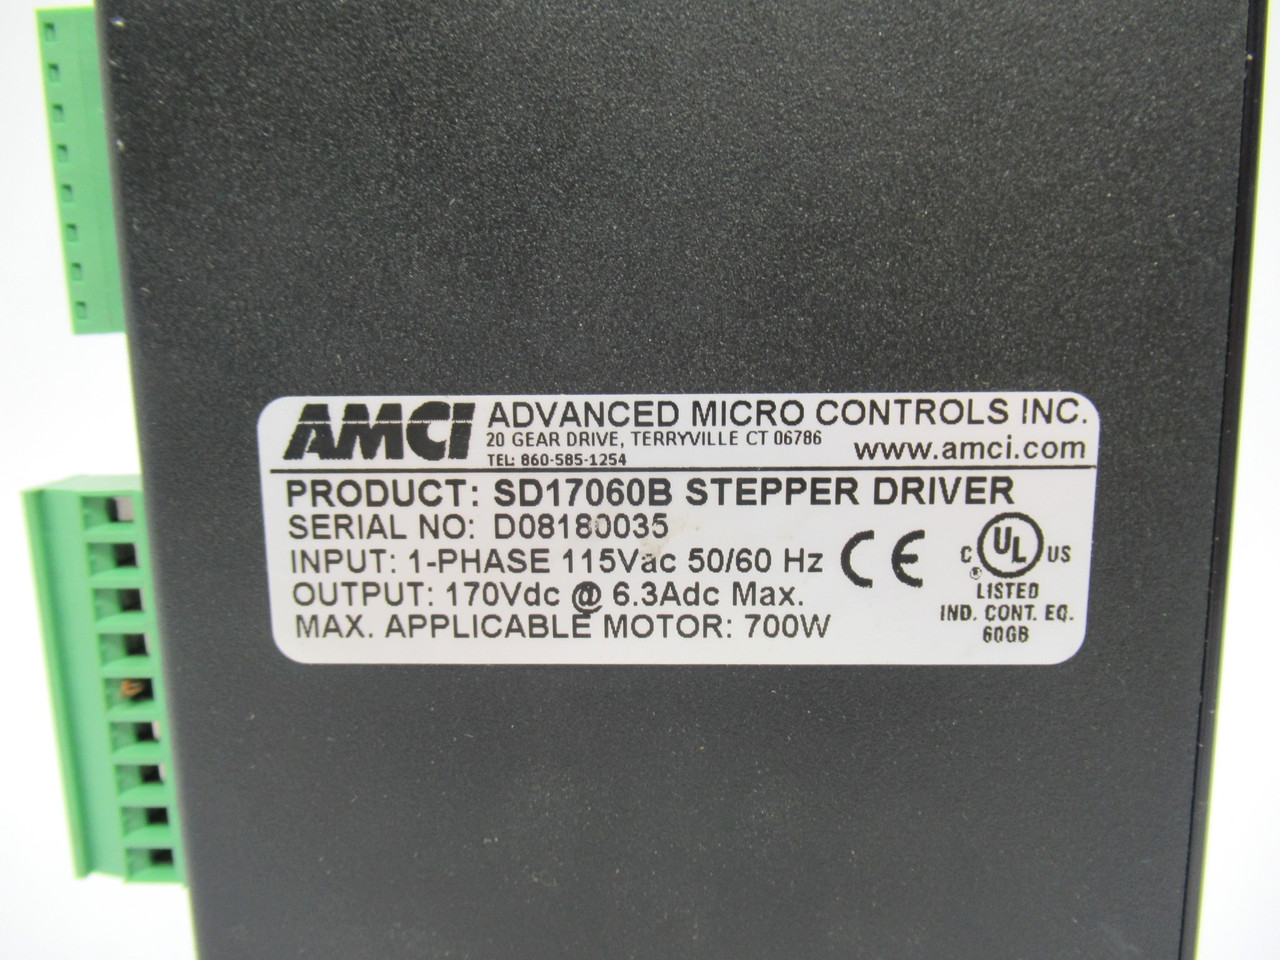 AMCI ADVANCED MICRO CONTROLS INC.
20 GEAR DRIVE, TERRYVILLE CT 06786
TEL: 860-585-1254
www.amci.com
PRODUCT: SD17060B STEPPER DRIVER
SERIAL NO: D08180035
INPUT: 1-PHASE 115Vac 50/60 Hz
OUTPUT: 170Vdc @ 6.3Adc Max.
MAX. APPLICABLE MOTOR: 700W
CE
C UL US
®
LISTED
IND. CONT. EQ.
60GB